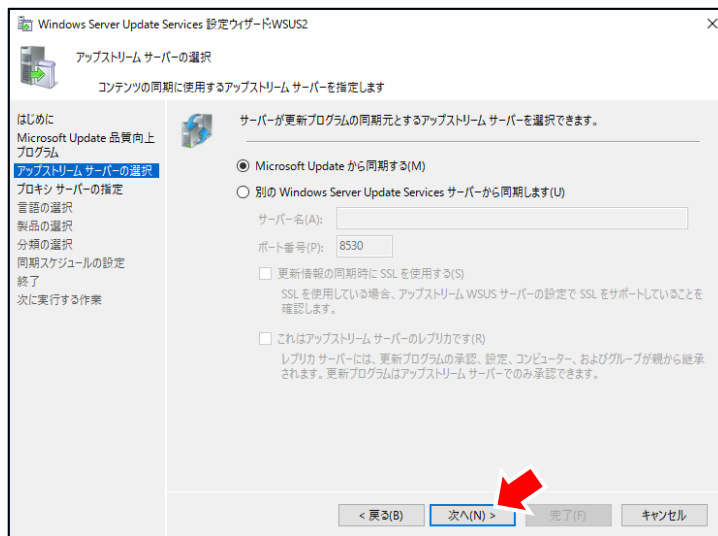 Windows Server Update Services 設定ウィザード:WSUS2
アップストリーム サーバーの選択
コンテンツの同期に使用するアップストリーム サーバーを指定します
はじめに
Microsoft Update 品質向上
プログラム
アップストリーム サーバーの選択
プロキシ サーバーの指定
言語の選択
製品の選択
分類の選択
同期スケジュールの設定
終了
次に実行する作業
サーバーが更新プログラムの同期元とするアップストリーム サーバーを選択できます。
Microsoft Update から同期する(M)
別の Windows Server Update Services サーバーから同期します(U)
サーバー名(A):
ポート番号(P): 8530
更新情報の同期時に SSL を使用する(S)
SSL を使用している場合、アップストリーム WSUS サーバーの設定で SSL をサポートしていることを
確認します。
これはアップストリーム サーバーのレプリカです(R)
レプリカ サーバーには、更新プログラムの承認、設定、コンピューター、およびグループが親から継承
されます。更新プログラムはアップストリーム サーバーでのみ承認できます。
< 戻る(B) 次へ(N) > 完了(F) キャンセル